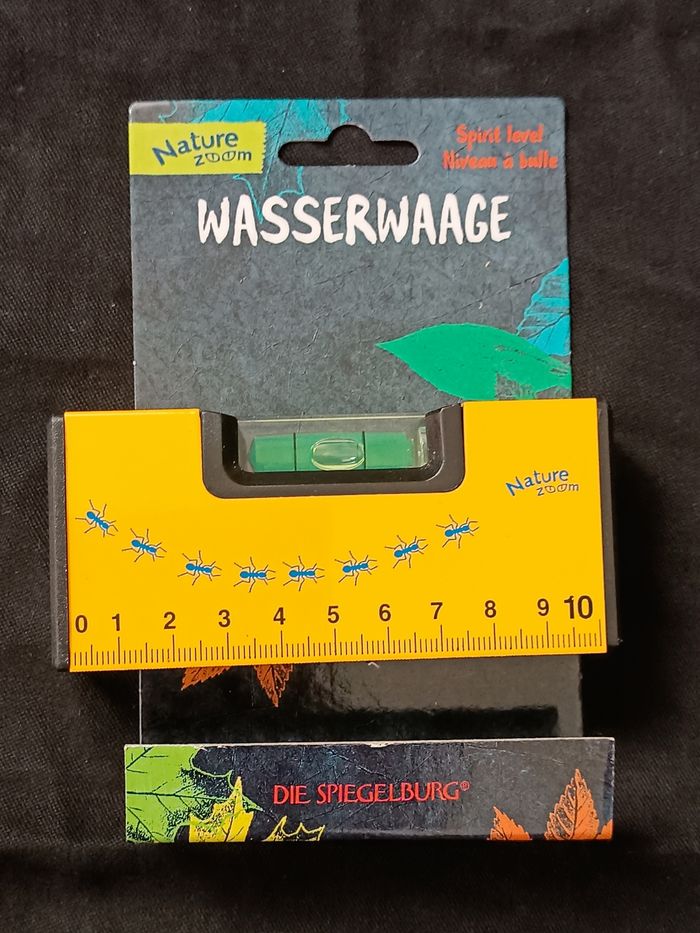 Nature
zoom
Spirit level
Niveau à bulle
WASSERWAAGE
Nature
zoom
0 1 2 3 4 5 6 7 8 9 10
DIE SPIEGELBURG®